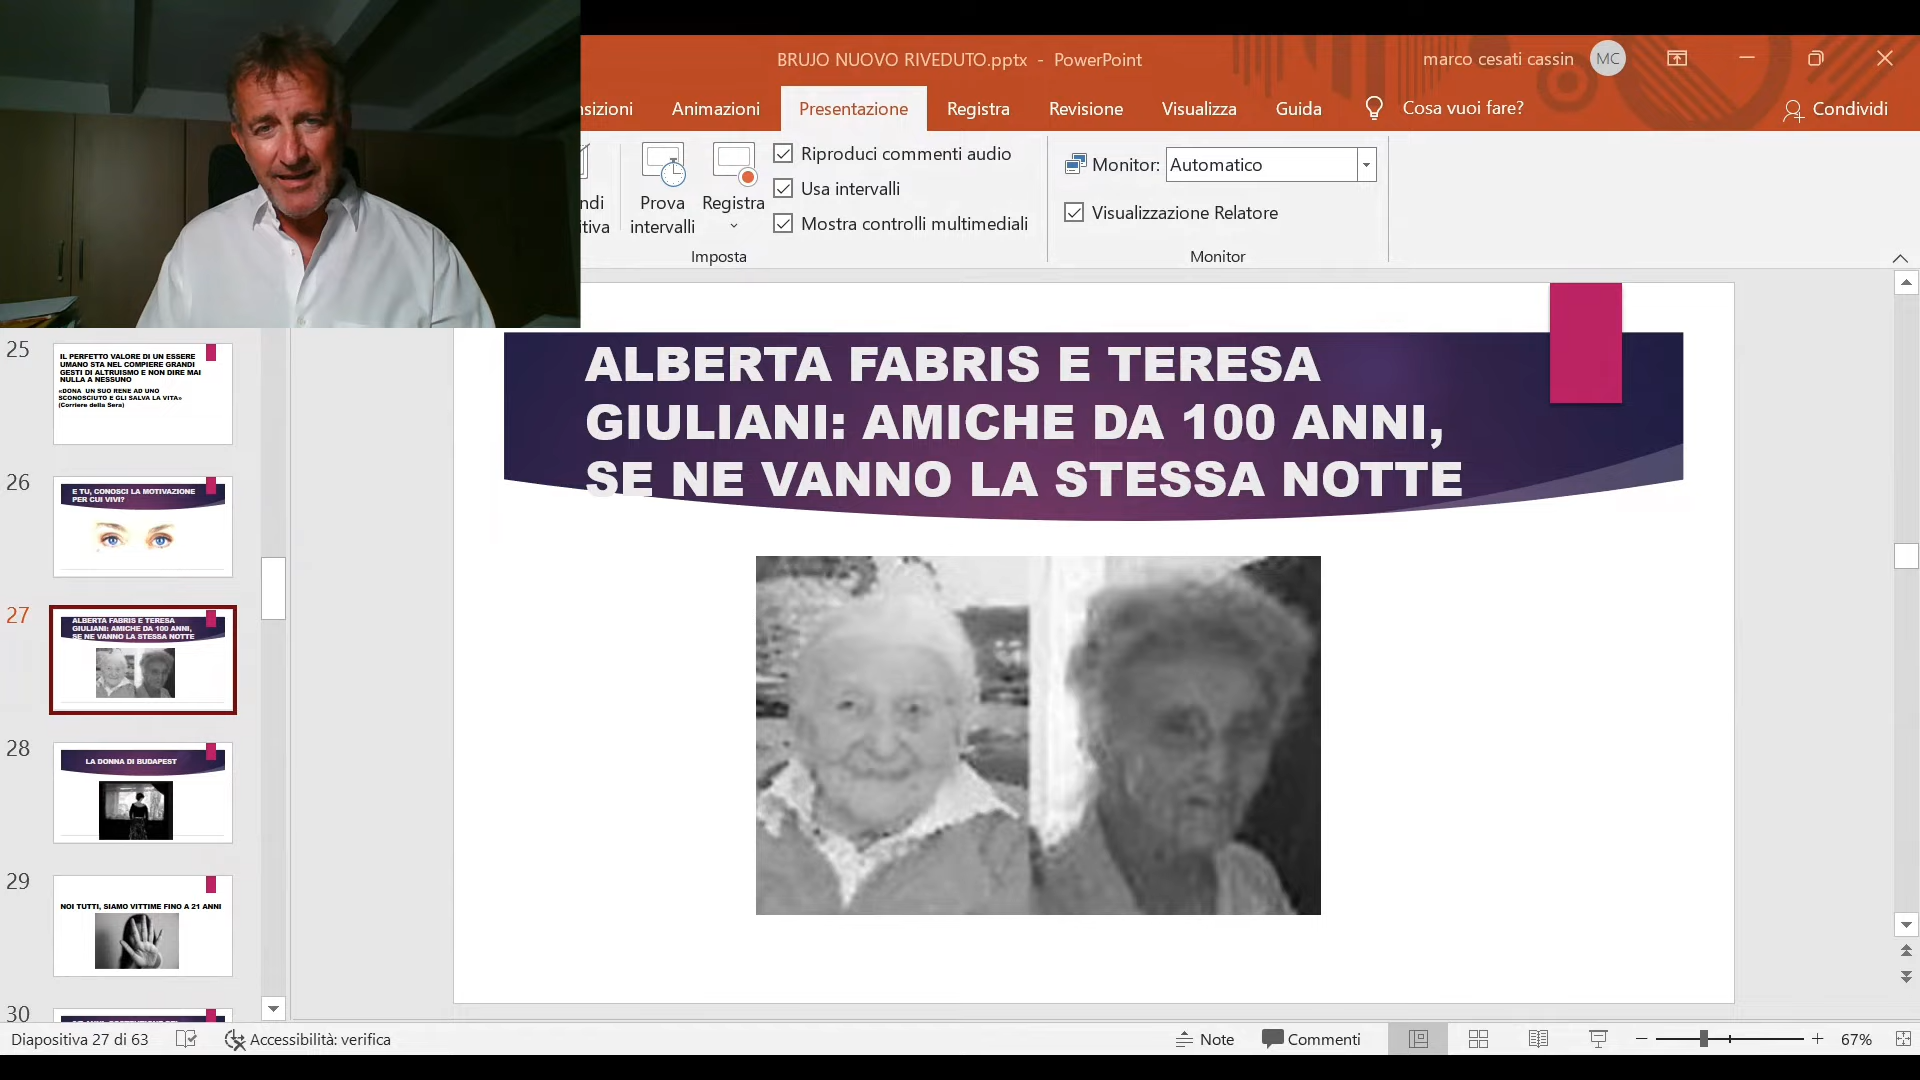 BRUJO NUOVO RIVEDUTO.pptx - PowerPoint
marco cesati cassin
MC
Animazioni
Presentazione
Registra
Revisione
Visualizza
Guida
Cosa vuoi fare?
Condividi
Prova
intervalli
Registra
Riproduci commenti audio
Usa intervalli
Mostra controlli multimediali
Imposta
Monitor:
Automatico
Visualizzazione Relatore
Monitor
25
IL PERFETTO VALORE DI UN ESSERE
UMANO STA NEL COMPIERE GRANDI
GESTI DI ALTRUISMO E NON DIRE MAI
NULLA A NESSUNO
«DONA UN SUO RENE AD UNO
SCONOSCIUTO E GLI SALVA LA VITA»
(Corriere della Sera)
26
E TU, CONOSCI LA MOTIVAZIONE
PER CUI VIVI?
27
ALBERTA FABRIS E TERESA
GIULIANI: AMICHE DA 100 ANNI,
SE NE VANNO LA STESSA NOTTE
28
LA DONNA DI BUDAPEST
29
NOI TUTTI, SIAMO VITTIME FINO A 21 ANNI
30
ALBERTA FABRIS E TERESA
GIULIANI: AMICHE DA 100 ANNI,
SE NE VANNO LA STESSA NOTTE
Diapositiva 27 di 63
Accessibilità: verifica
Note
Commenti
67%